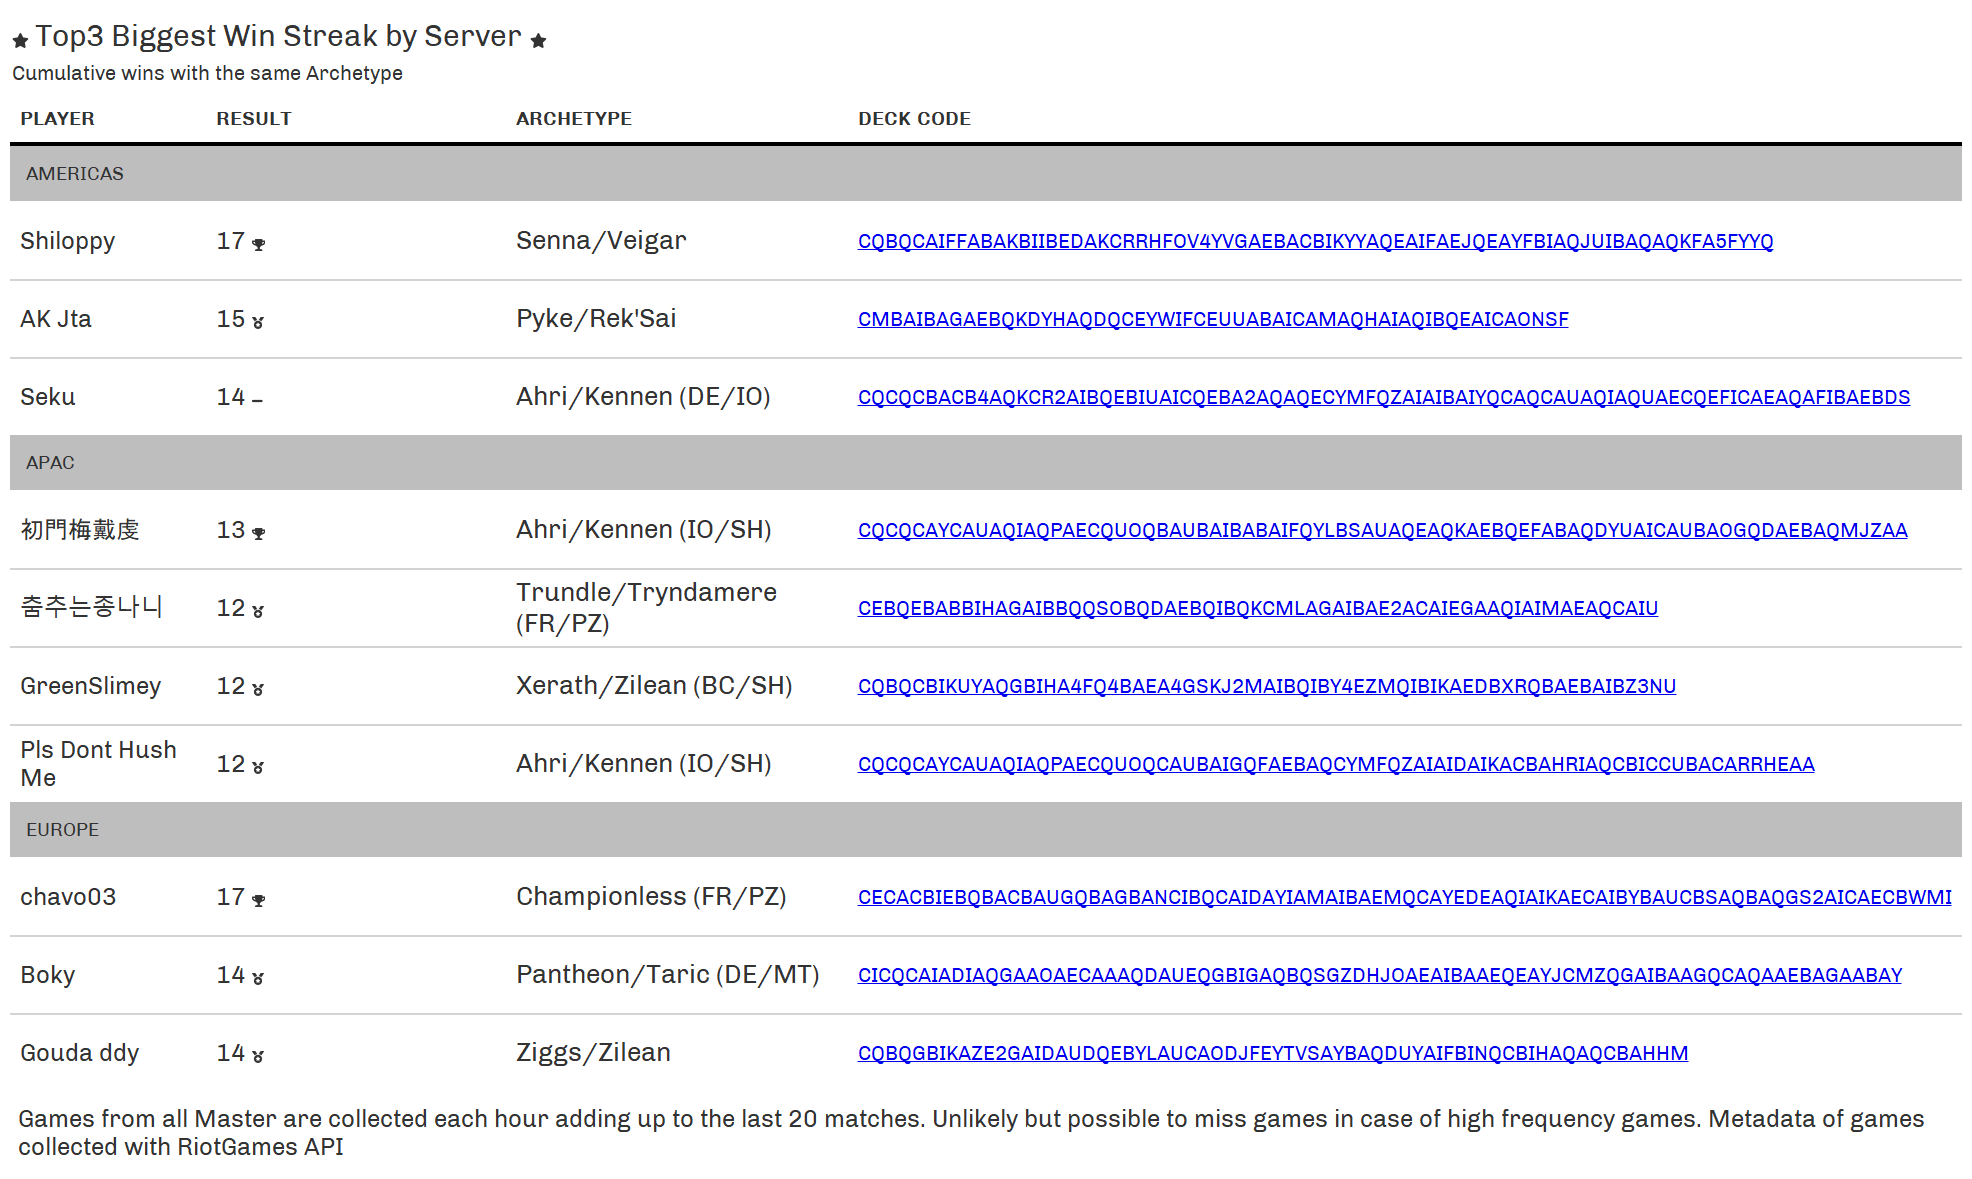 ★ Top3 Biggest Win Streak by Server ★
Cumulative wins with the same Archetype
PLAYER RESULT ARCHETYPE DECK CODE
AMERICAS
Shiloppy 17 Senna/Veigar CQBQCAIFFABAKBIIBEDAKCRRHFOV4YVGAEBACBIKYYAQEAIFAEJQEAYFBIAQJUIBAQAQKFA5FYYQ
AK Jta 15 Pyke/Rek'Sai CMBAIBAGAEBQKDYHAQDQCEYWIFCEUUABAICAMAQHAIAQIBQEAICAONSF
Seku 14 – Ahri/Kennen (DE/IO) CQCQCBACB4AQKCR2AIBQEBIUAICQEBA2AQAQECYMFQZAIAIBAIYQCAQCAUAQIAQUAECQEFICAEAQAFIBAEBDS
APAC
初門梅戴虔 13 Ahri/Kennen (IO/SH) CQCQCAYCAUAQIAQPAECQUOQBAUBAIBABAIFQYLBSAUAQEAQKAEBQEFABAQDYUAICAUBAOGQDAEBAQMJZAA
춤추는종나니 12 Trundle/Tryndamere
(FR/PZ) CEBQEBABBIHAGAIBBQQSOBQDAEBQIBQKCMLAGAIBAE2ACAIEGAAQIAIMAEAQCAIU
GreenSlimey 12 Xerath/Zilean (BC/SH) CQBQCBIKUYAQGBIHA4FQ4BAEA4GSKJ2MAIBQIBY4EZMQIBIKAEDBXRQBAEBAIBZ3NU
Pls Dont Hush
Me 12 Ahri/Kennen (IO/SH) CQCQCAYCAUAQIAQPAECQUOQCAUBAIGQFAEBAQCYMFQZAIAIDAIKACBAHRIAQCBICCUBACARRHEAA
EUROPE
chavo03 17 Championless (FR/PZ) CECACBIEBQBACBAUGQBAGBANCIBQCAIDAYIAMAIBAEMQCAYEDEAQIAIKAECAIBYBAUCBSAQBAQGS2AICAECBWMI
Boky 14 Pantheon/Taric (DE/MT) CICQCAIADIAQGAAOAECAAAQDAUEQGBIGAQBQSGZDHJOAEAIBAAEQEAYJCMZQGAIBAAGQCAQAAEBAGAABAY
Gouda ddy 14 Ziggs/Zilean CQBQGBIKAZE2GAIDAUDQEBYLAUCAODJFEYTVSAYBAQDUYAIFBINQCBIHAQAQCBAHHM
Games from all Master are collected each hour adding up to the last 20 matches. Unlikely but possible to miss games in case of high frequency games. Metadata of games
collected with RiotGames API